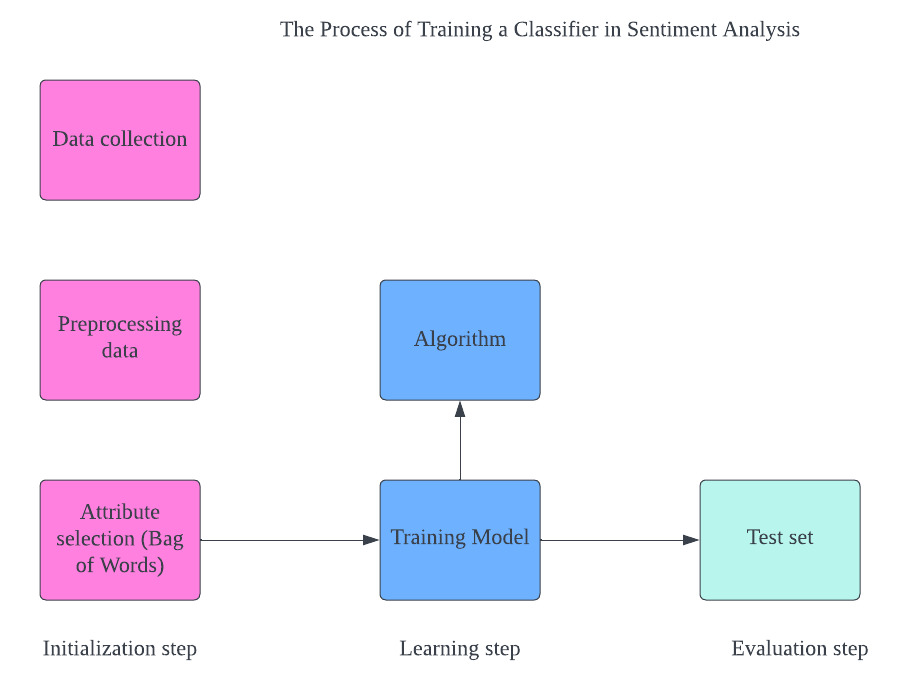 The Process of Training a Classifier in Sentiment Analysis
Data collection
Preprocessing
data
Algorithm
Attribute
selection (Bag
of Words)
Training Model
Test set
Initialization step
Learning step
Evaluation step